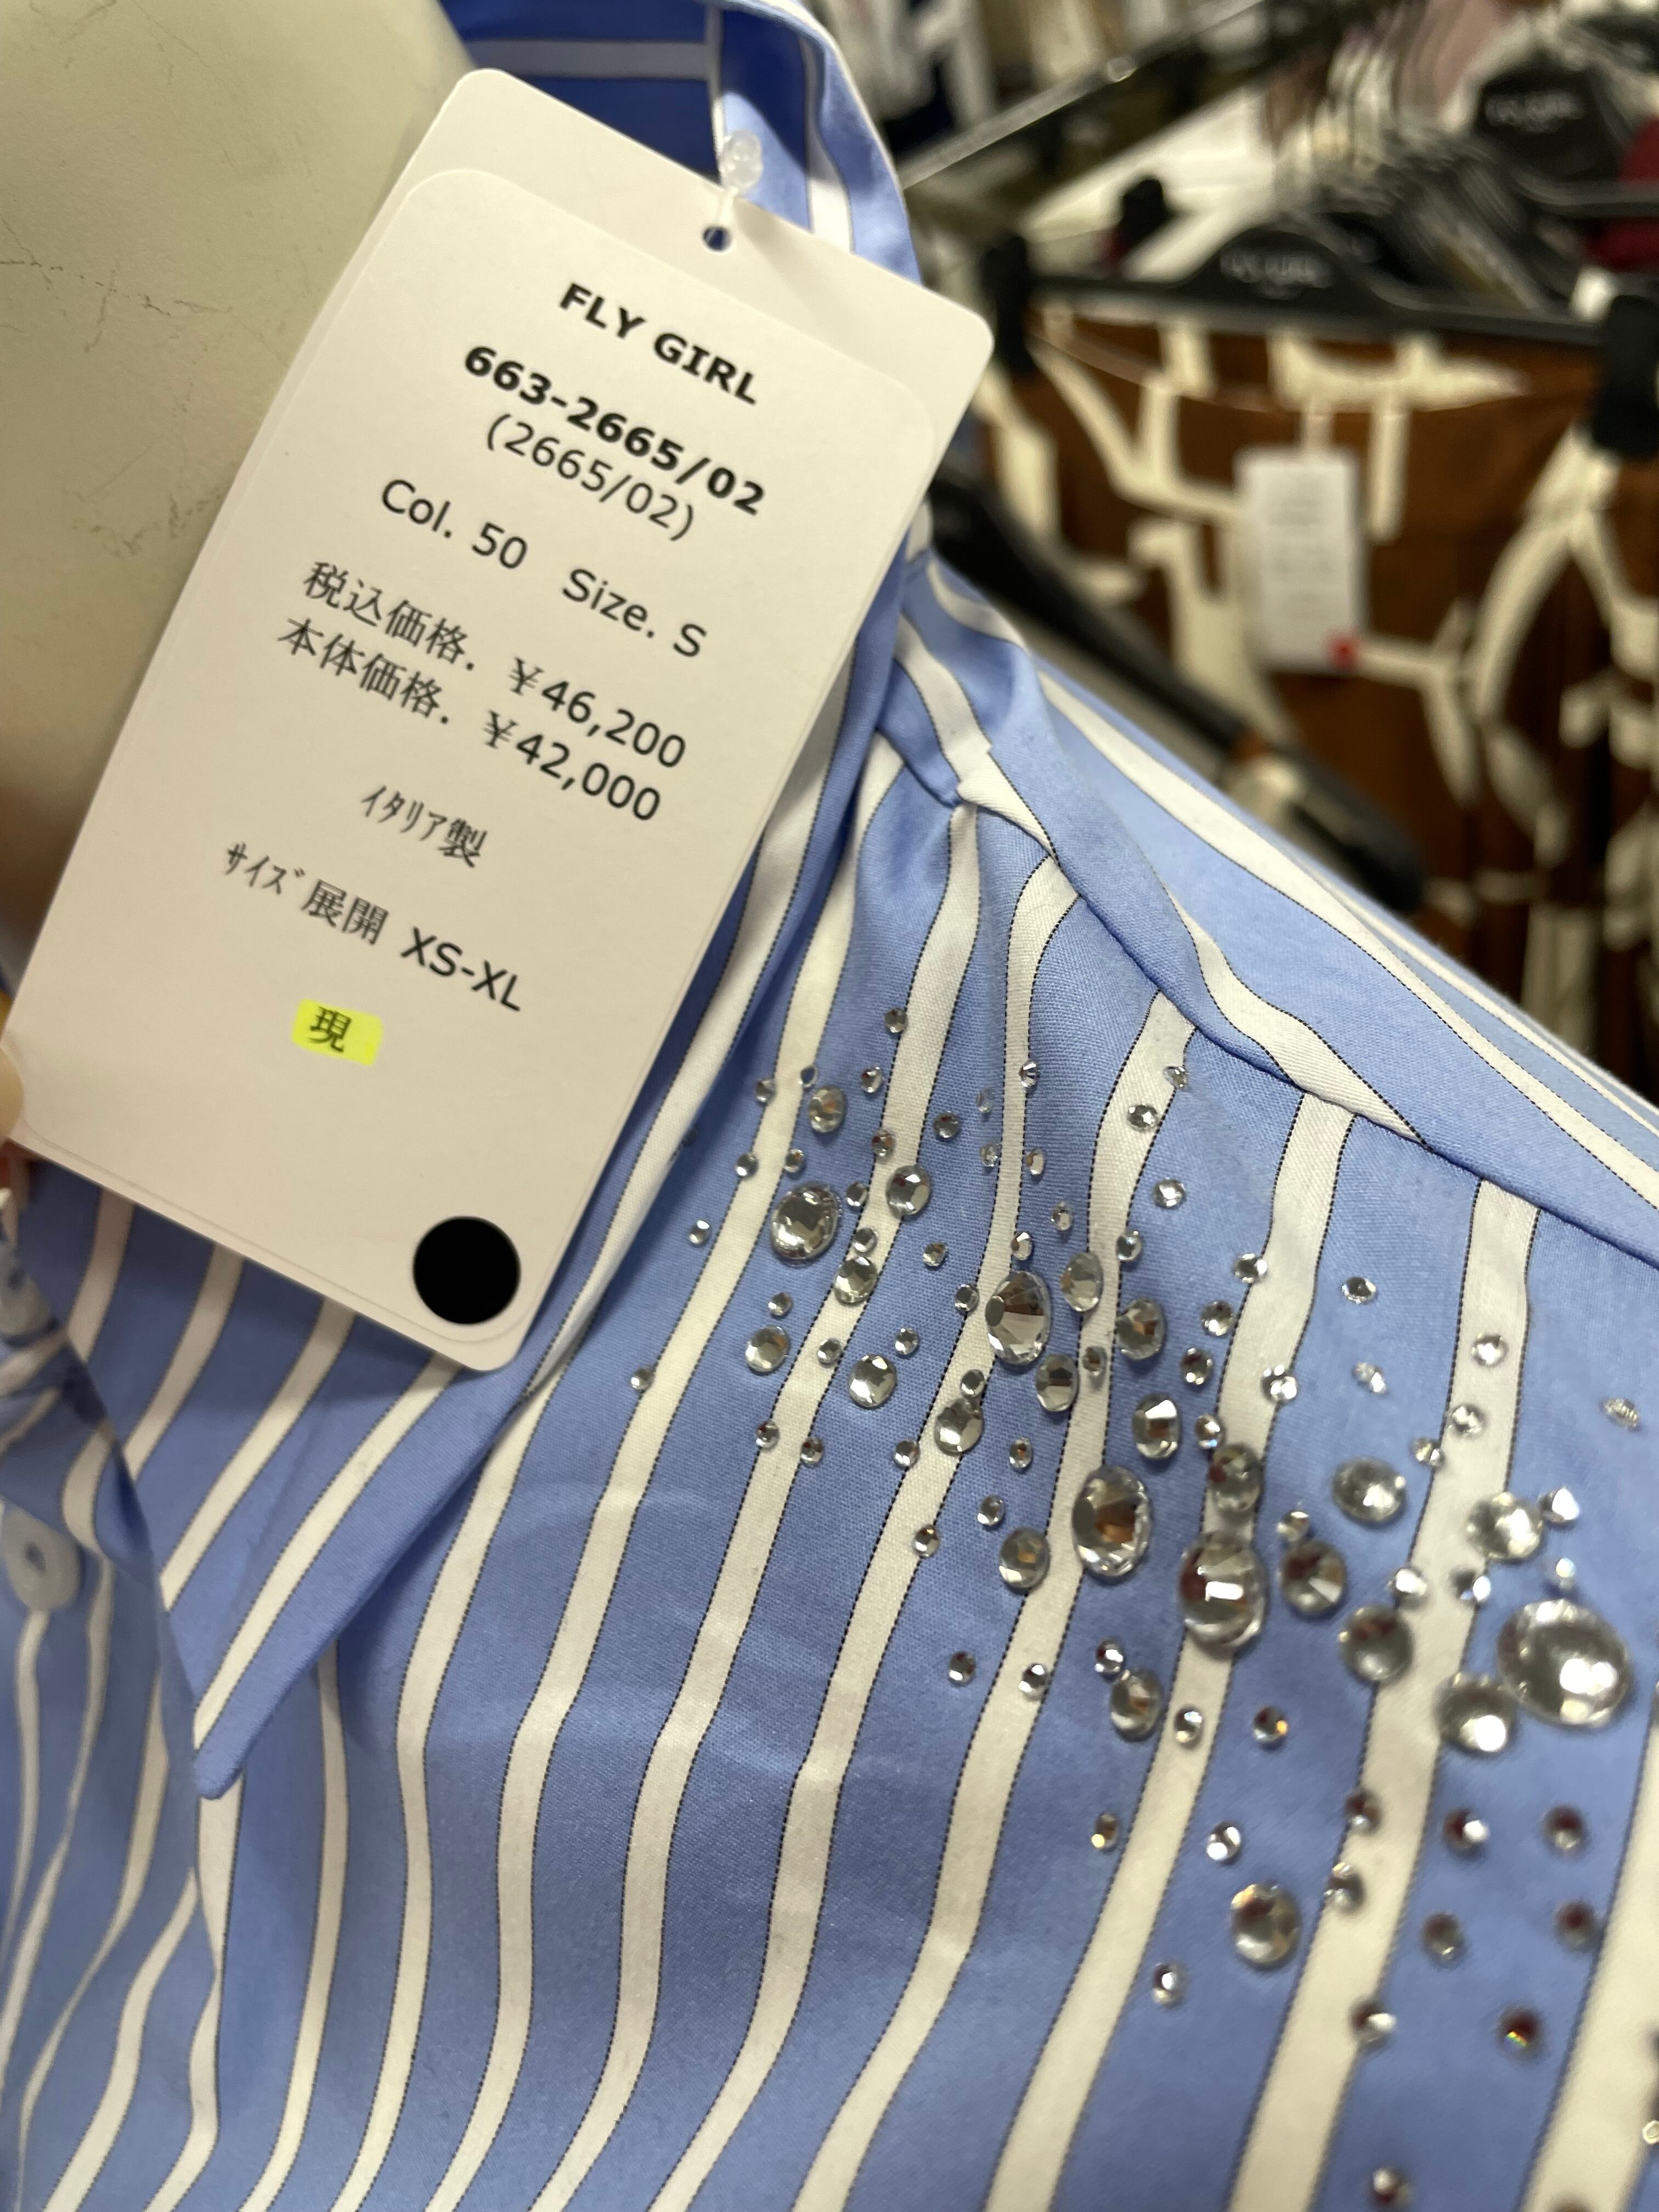 FLY GIRL
663-2665/02
(2665/02)
Col. 50 Size. S
税込価格. ¥46,200
本体価格. ¥42,000
ｲﾀﾘｱ製
ｻｲｽﾞ展開 XS-XL
現